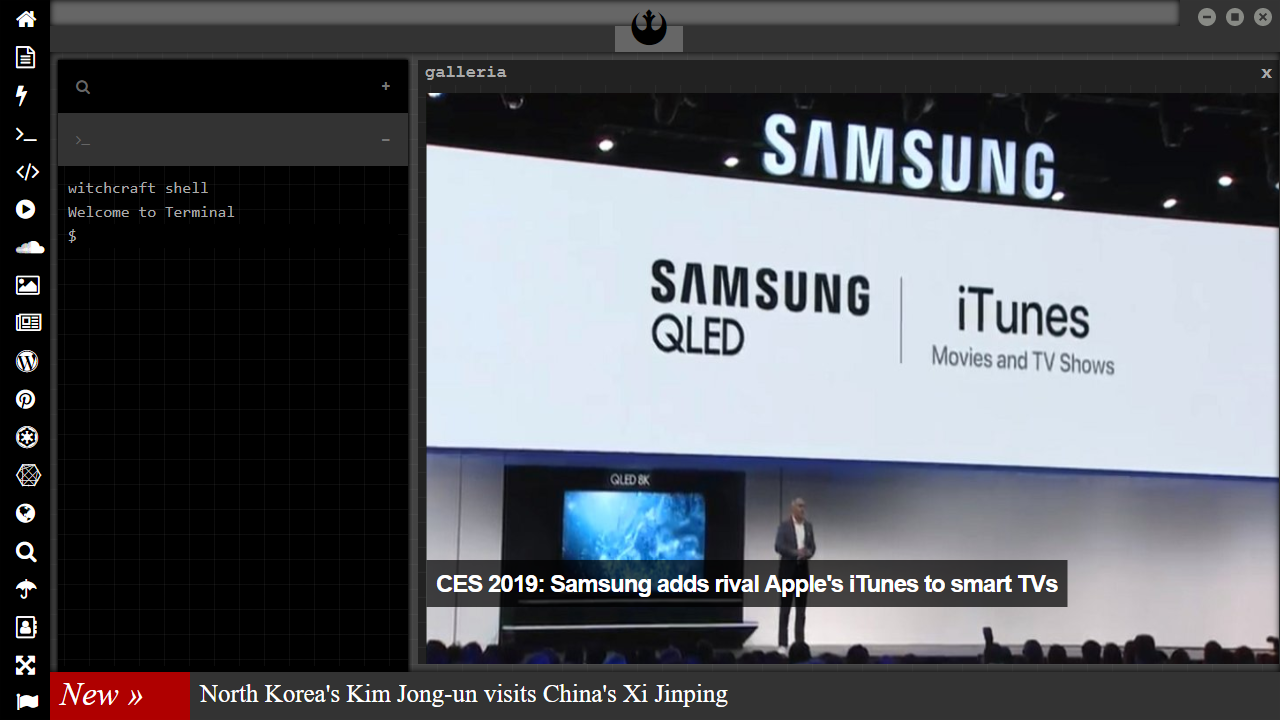 +
galleria
x
>_
−
witchcraft shell
Welcome to Terminal
$
SAMSUNG
SAMSUNG
QLED
iTunes
Movies and TV Shows
QLED 8K
CES 2019: Samsung adds rival Apple's iTunes to smart TVs
New »
North Korea's Kim Jong-un visits China's Xi Jinping